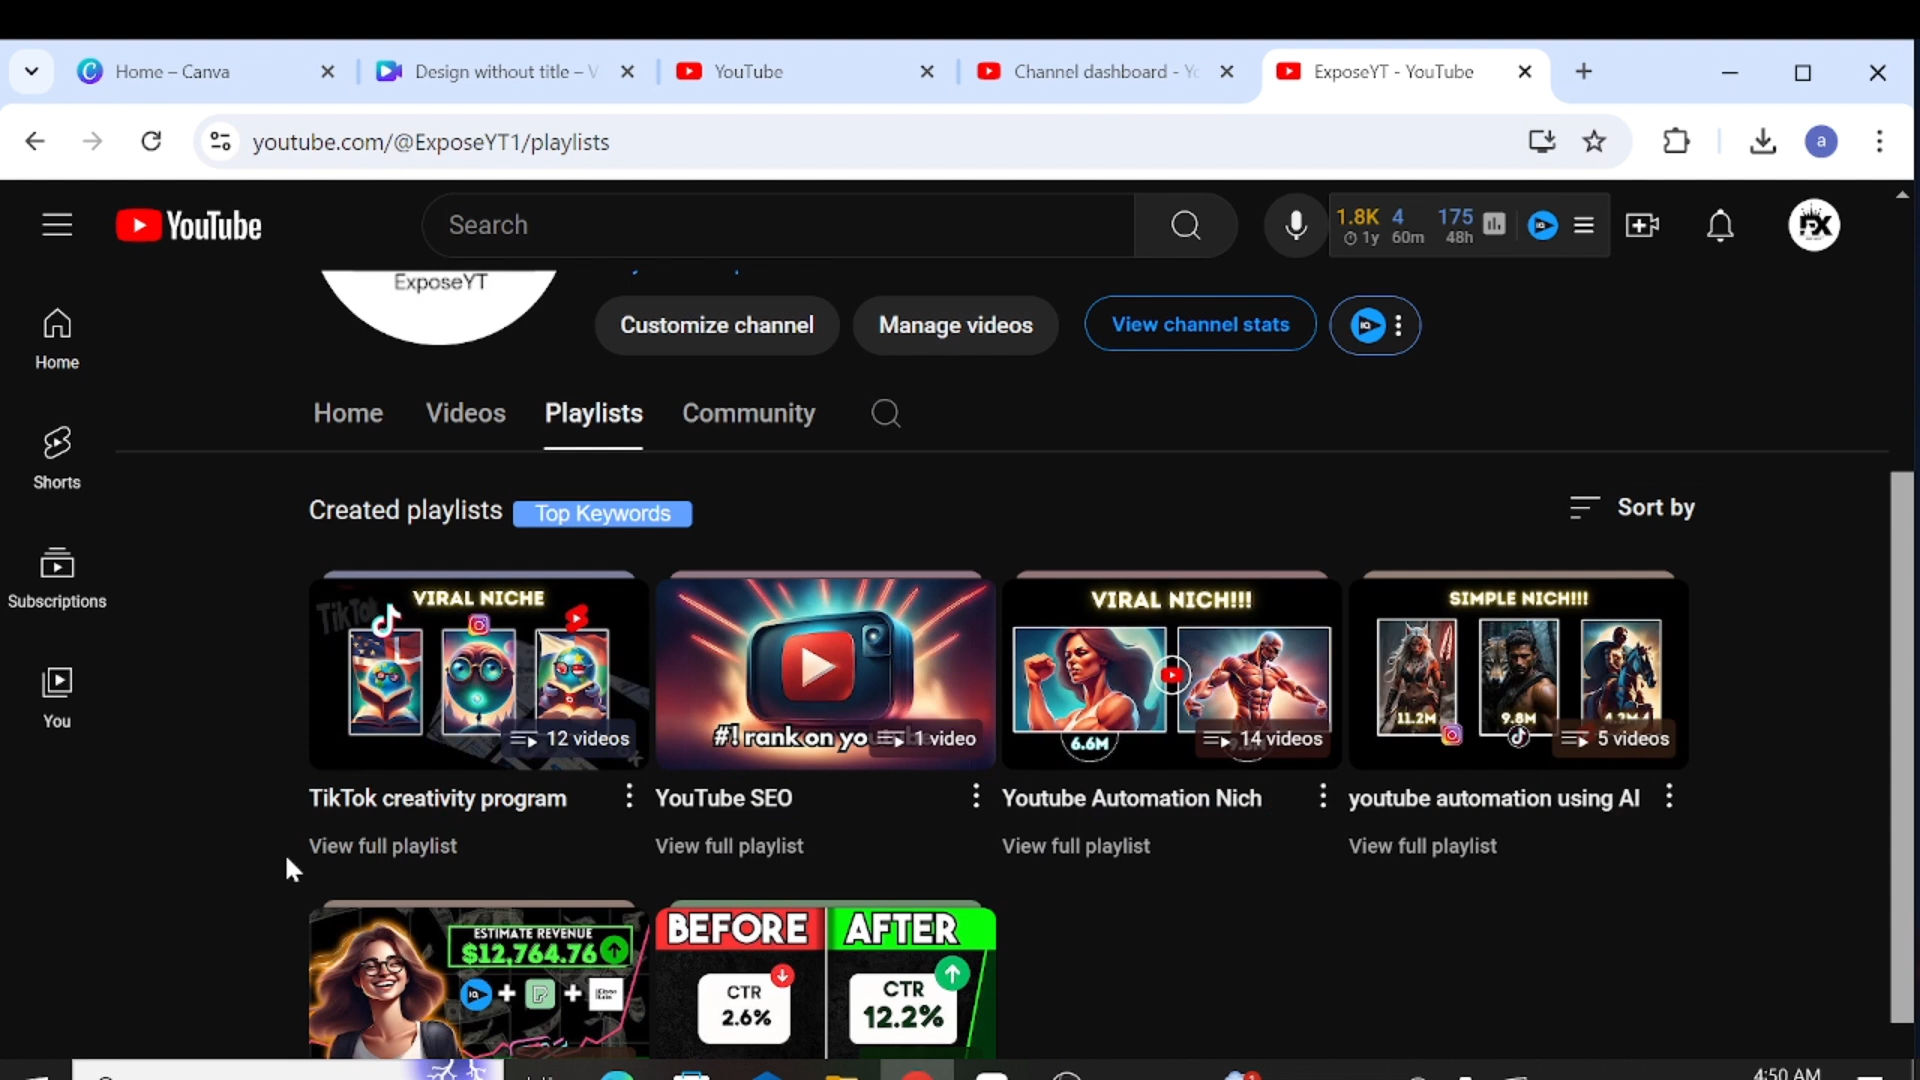 Home – Canva
Design without title – V
YouTube
Channel dashboard - Yo
ExposeYT - YouTube
youtube.com/@ExposeYT1/playlists
a
YouTube
Search
1.8K 4 175
1y 60m 48h
IQ
PX
ExposeYT
Customize channel
Manage videos
View channel stats
IQ
Home
Shorts
Subscriptions
You
Home
Videos
Playlists
Community
Created playlists
Top Keywords
Sort by
TikTok
VIRAL NICHE
12 videos
TikTok creativity program
View full playlist
#! rank on yo
1 video
YouTube SEO
View full playlist
VIRAL NICH!!!
6.6M
14 videos
Youtube Automation Nich
View full playlist
SIMPLE NICH!!!
11.2M
9.8M
5 videos
youtube automation using AI
View full playlist
ESTIMATE REVENUE
$12,764.76
IQ
BEFORE
AFTER
CTR
2.6%
CTR
12.2%
4:50 AM